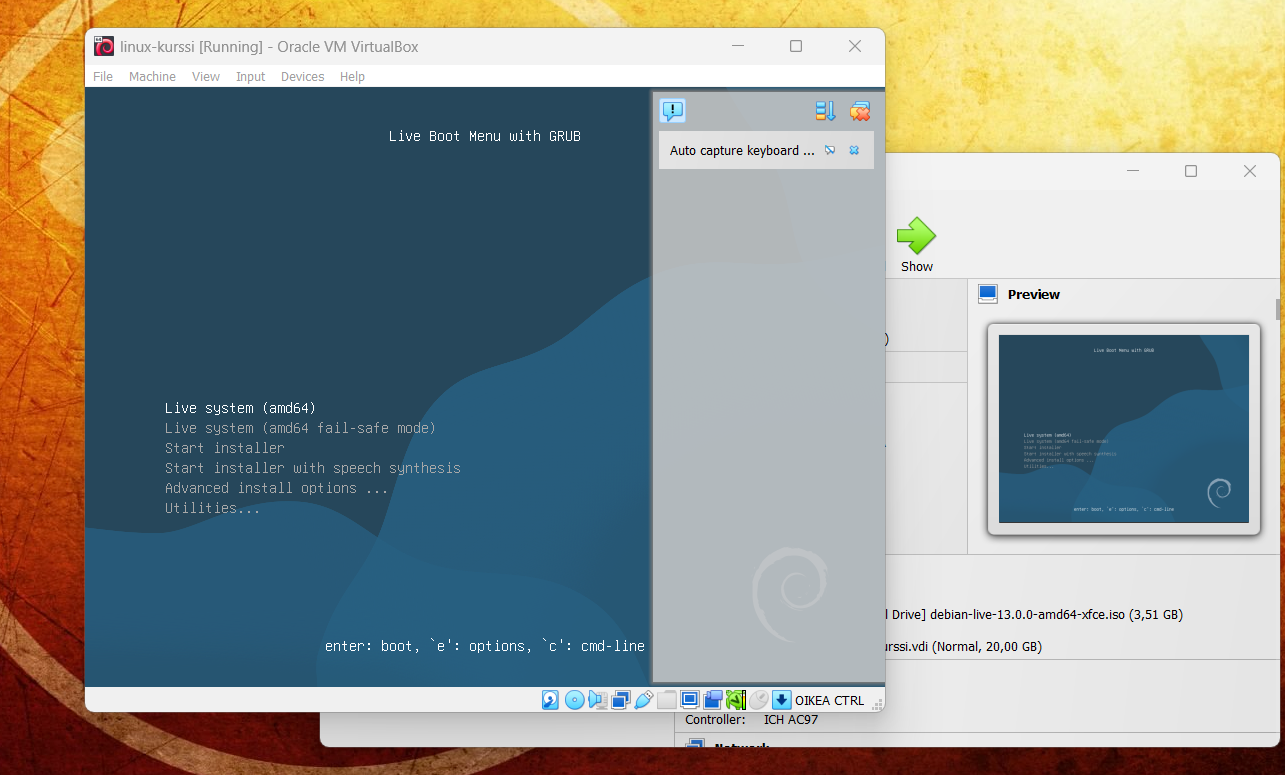 linux-kurssi [Running] - Oracle VM VirtualBox
File Machine View Input Devices Help
Live Boot Menu with GRUB
Auto capture keyboard ...
Live system (amd64)
Live system (amd64 fail-safe mode)
Start installer
Start installer with speech synthesis
Advanced install options ...
Utilities...
enter: boot, `e': options, `c': cmd-line
OIKEA CTRL
Show
)
Preview
Live Boot Menu with GRUB
Live system (amd64)
Live system (amd64 fail-safe mode)
Start installer
Start installer with speech synthesis
Advanced install options ...
Utilities...
enter: boot, `e': options, `c': cmd-line
l Drive] debian-live-13.0.0-amd64-xfce.iso (3,51 GB)
urssi.vdi (Normal, 20,00 GB)
Controller: ICH AC97
Network